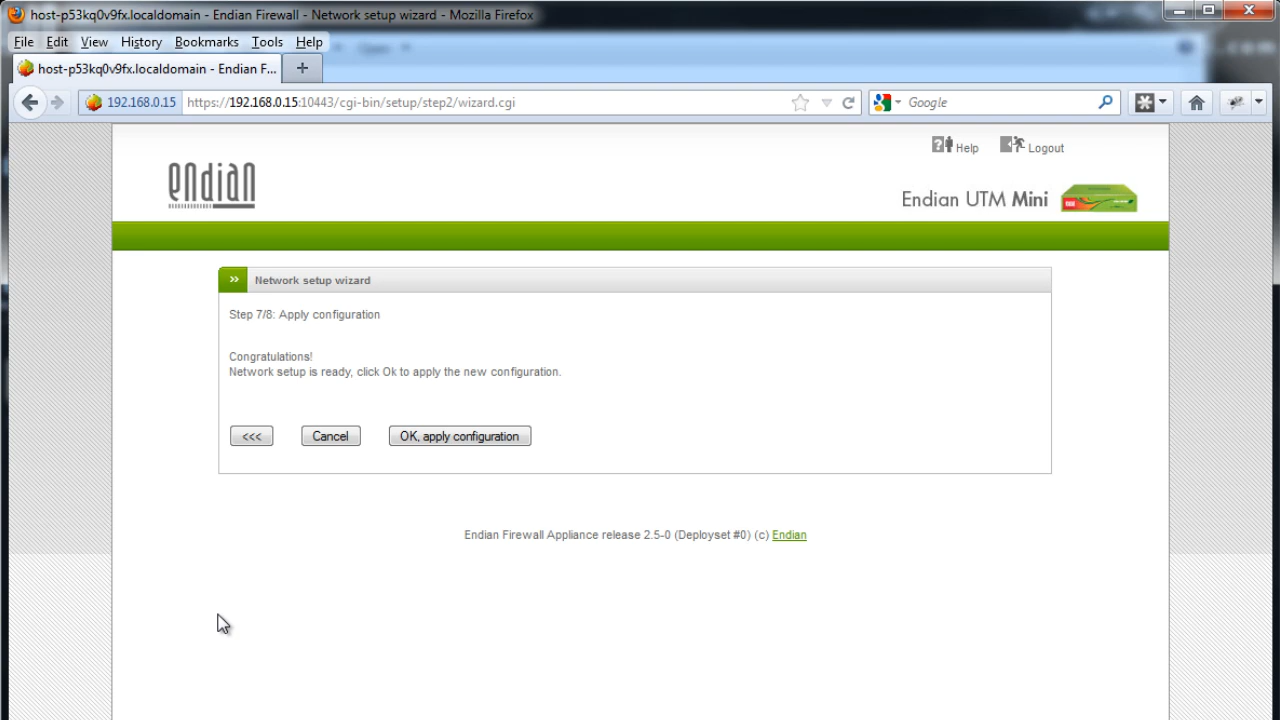 host-p53kq0v9fx.localdomain - Endian Firewall - Network setup wizard - Mozilla Firefox
File Edit View History Bookmarks Tools Help
host-p53kq0v9fx.localdomain - Endian F... +
192.168.0.15 https://192.168.0.15:10443/cgi-bin/setup/step2/wizard.cgi Google
Help Logout
endian
Endian UTM Mini
>> Network setup wizard
Step 7/8: Apply configuration
Congratulations!
Network setup is ready, click Ok to apply the new configuration.
<<< Cancel OK, apply configuration
Endian Firewall Appliance release 2.5-0 (Deployset #0) (c) Endian